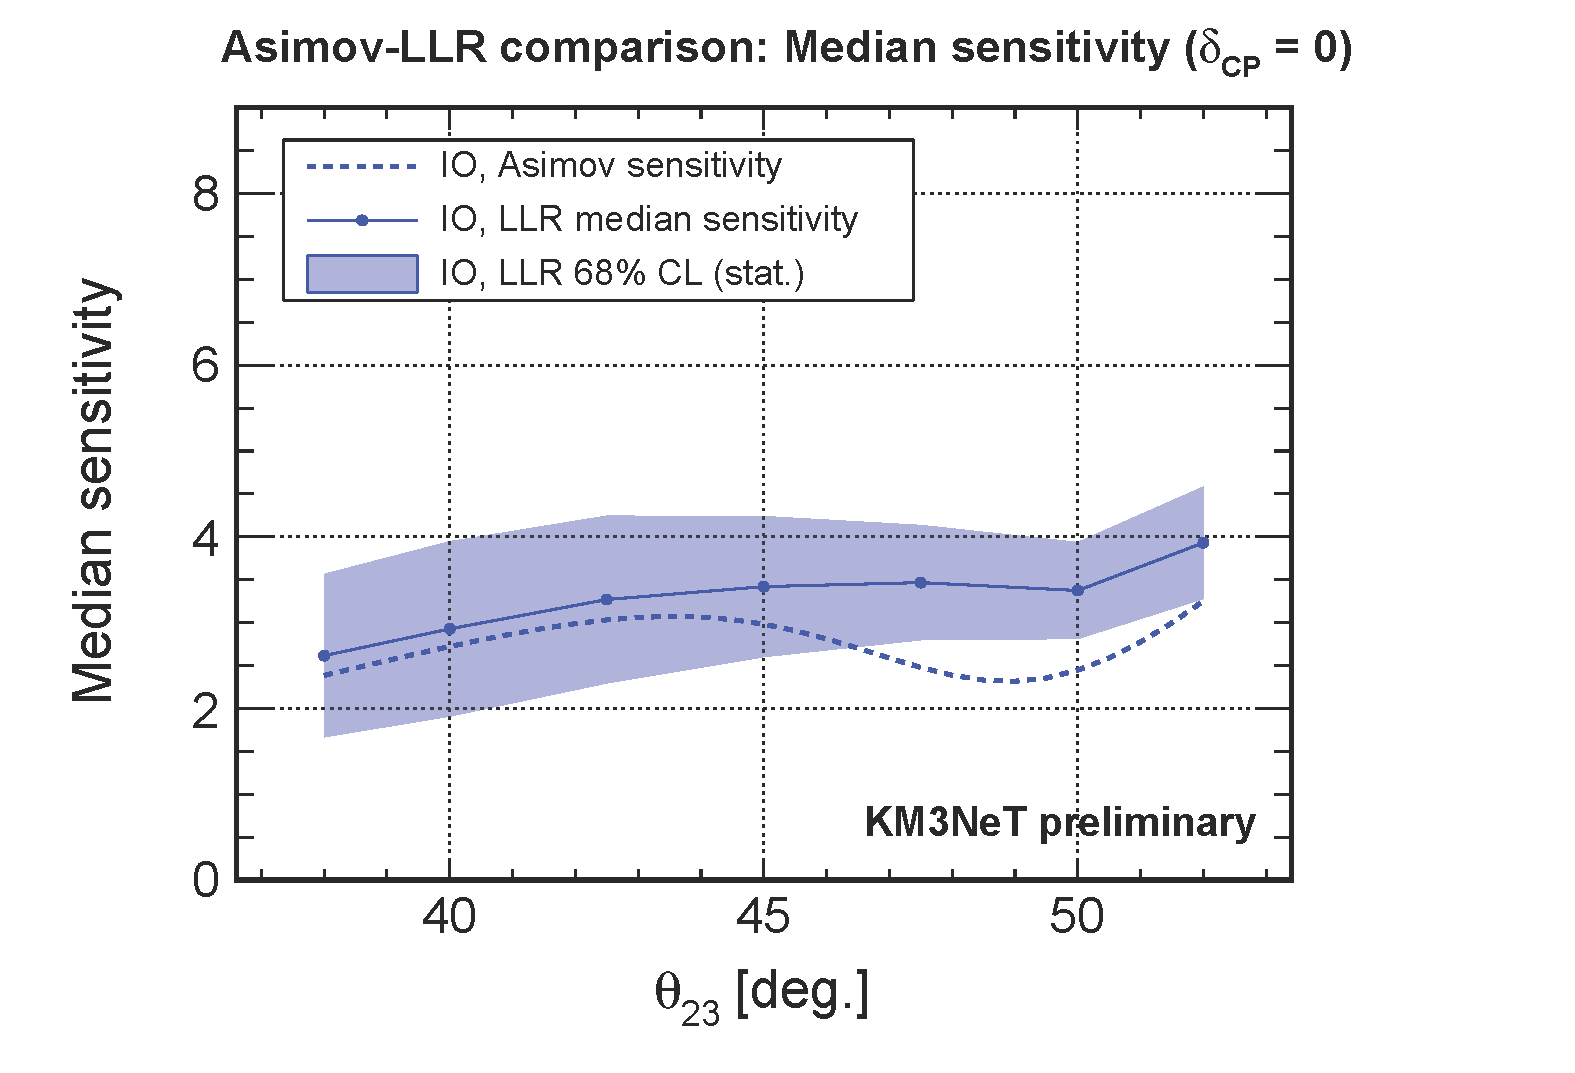 Asimov-LLR comparison: Median sensitivity (δCP = 0)
IO, Asimov sensitivity
IO, LLR median sensitivity
IO, LLR 68% CL (stat.)
Median sensitivity
8
6
4
2
0
KM3NeT preliminary
40 45 50
θ23 [deg.]